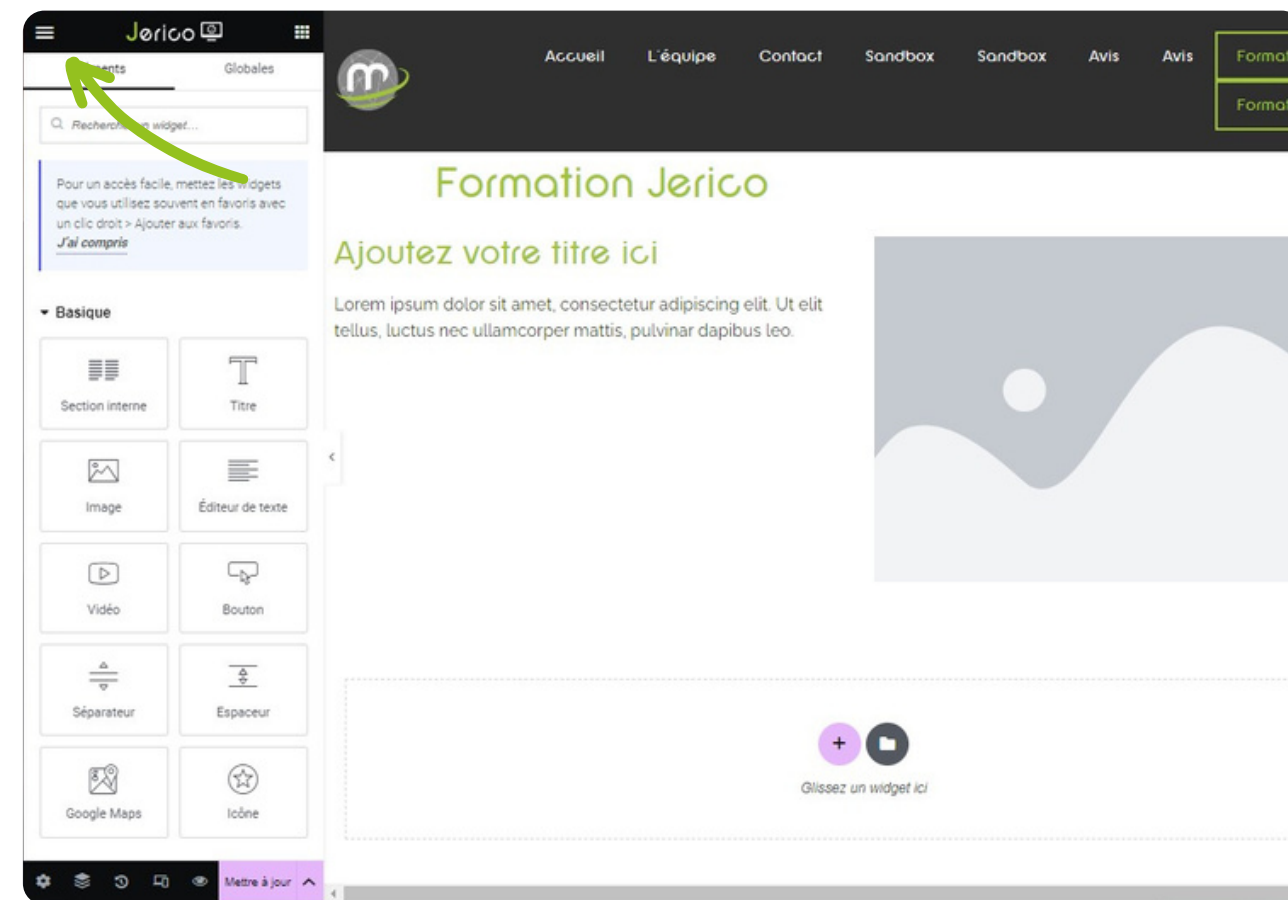 Jerico
Globales
Pour un accès facile, mettez les widgets
que vous utilisez souvent en favoris avec
un clic droit > Ajouter aux favoris.
J'ai compris
Basique
Section interne
Titre
Image
Éditeur de texte
Vidéo
Bouton
Séparateur
Espaceur
Google Maps
Icône
Mettre à jour
m
Accueil
L'équipe
Contact
Sandbox
Sandbox
Avis
Avis
Format
Format
Formation Jerico
Ajoutez votre titre ici
Lorem ipsum dolor sit amet, consectetur adipiscing elit. Ut elit
tellus, luctus nec ullamcorper mattis, pulvinar dapibus leo.
Glissez un widget ici